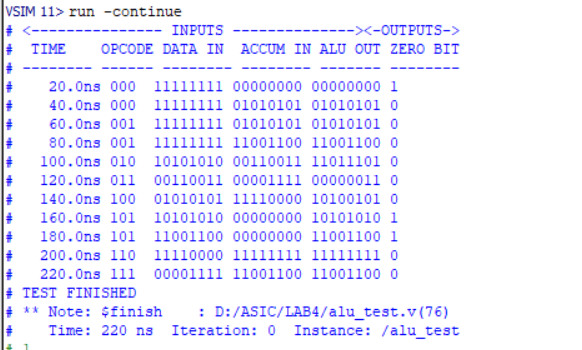 VSIM 11> run -continue
# <--------------- INPUTS --------------><-OUTPUTS->
#  TIME    OPCODE DATA IN  ACCUM IN ALU OUT ZERO BIT
# -------- ------ -------- -------- ------- --------
#    20.0ns 000  11111111 00000000 00000000 1
#    40.0ns 000  11111111 01010101 01010101 0
#    60.0ns 001  11111111 01010101 01010101 0
#    80.0ns 001  11111111 11001100 11001100 0
#   100.0ns 010  10101010 00110011 11011101 0
#   120.0ns 011  00110011 00001111 00000011 0
#   140.0ns 100  01010101 11110000 10100101 0
#   160.0ns 101  10101010 00000000 10101010 1
#   180.0ns 101  11001100 00000000 11001100 1
#   200.0ns 110  11110000 11111111 11111111 0
#   220.0ns 111  00001111 11001100 11001100 0
# TEST FINISHED
# ** Note: $finish    : D:/ASIC/LAB4/alu_test.v(76)
#    Time: 220 ns  Iteration: 0  Instance: /alu_test
# 1